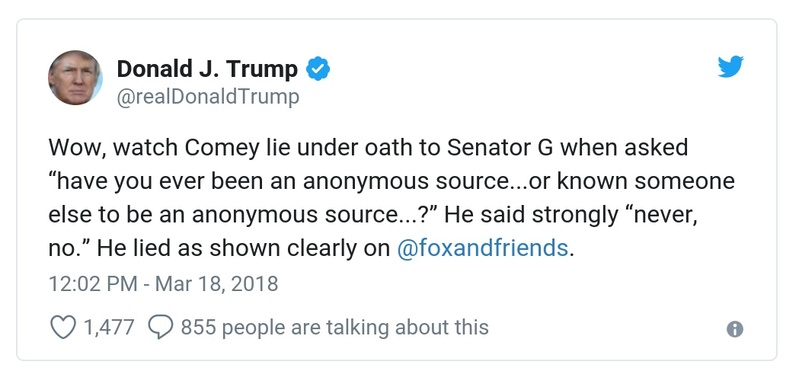 Donald J. Trump
@realDonaldTrump
Wow, watch Comey lie under oath to Senator G when asked
“have you ever been an anonymous source...or known someone
else to be an anonymous source...?” He said strongly “never,
no.” He lied as shown clearly on @foxandfriends.
12:02 PM - Mar 18, 2018
1,477 855 people are talking about this